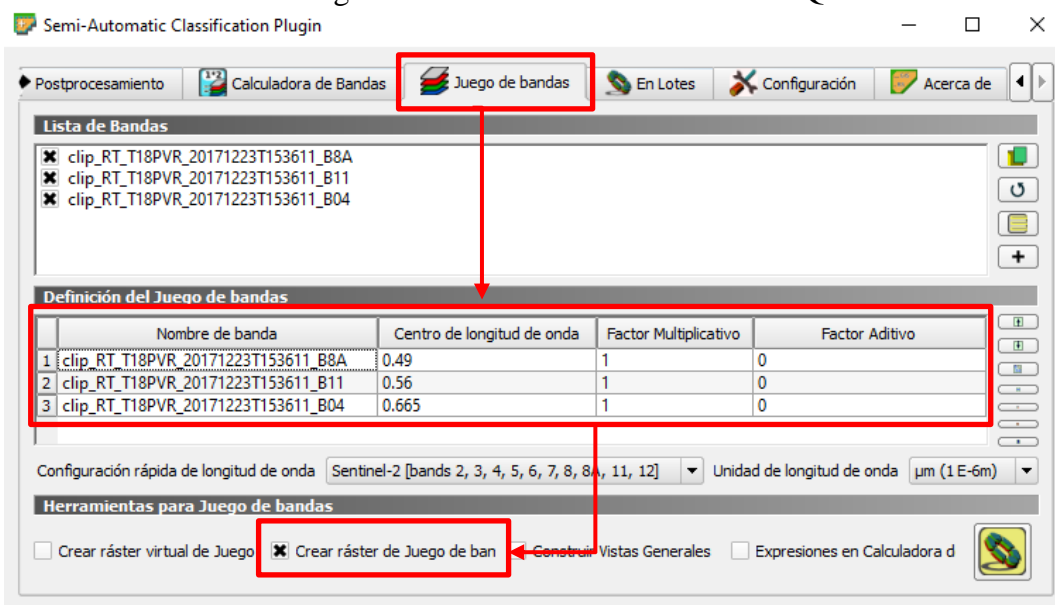 Semi-Automatic Classification Plugin
Postprocesamiento Calculadora de Bandas Juego de bandas En Lotes Configuración Acerca de
Lista de Bandas
clip_RT_T18PVR_20171223T153611_B8A
clip_RT_T18PVR_20171223T153611_B11
clip_RT_T18PVR_20171223T153611_B04
Definición del Juego de bandas
Nombre de banda Centro de longitud de onda Factor Multiplicativo Factor Aditivo
1 clip_RT_T18PVR_20171223T153611_B8A 0.49 1 0
2 clip_RT_T18PVR_20171223T153611_B11 0.56 1 0
3 clip_RT_T18PVR_20171223T153611_B04 0.665 1 0
Configuración rápida de longitud de onda Sentinel-2 [bands 2, 3, 4, 5, 6, 7, 8, 8A, 11, 12] Unidad de longitud de onda µm (1 E-6m)
Herramientas para Juego de bandas
Crear ráster virtual de Juego Crear ráster de Juego de ban Construir Vistas Generales Expresiones en Calculadora d